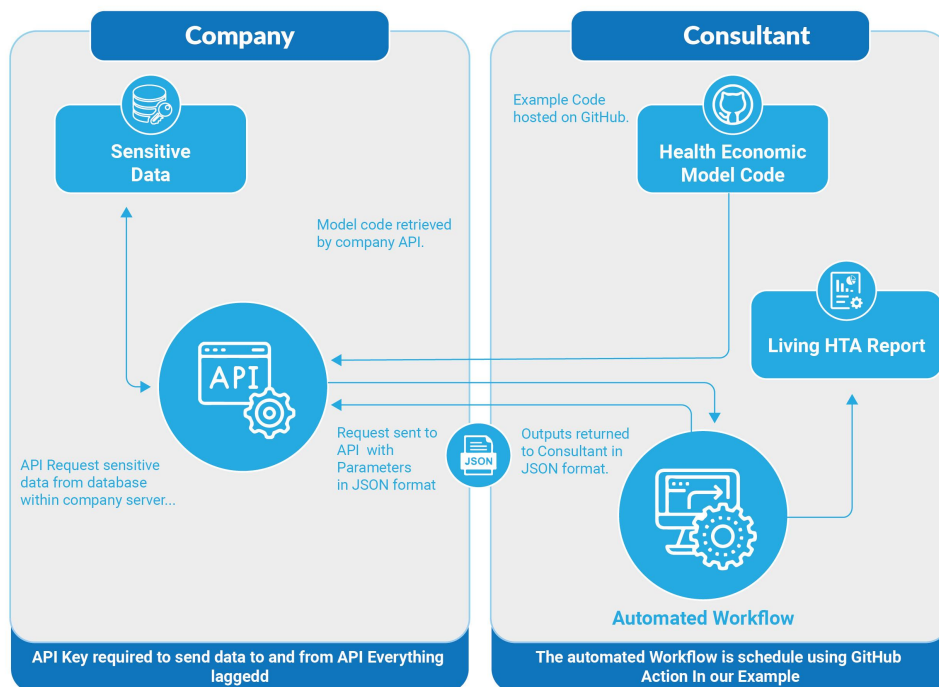 Company
Consultant
Sensitive
Data
Example Code
hosted on GitHub.
Health Economic
Model Code
Model code retrieved
by company API.
Living HTA Report
API
Request sent to
API with
Parameters
in JSON format
JSON
Outputs returned
to Consultant in
JSON format.
API Request sensitive
data from database
within company server...
Automated Workflow
API Key required to send data to and from API Everything
laggedd
The automated Workflow is schedule using GitHub
Action In our Example